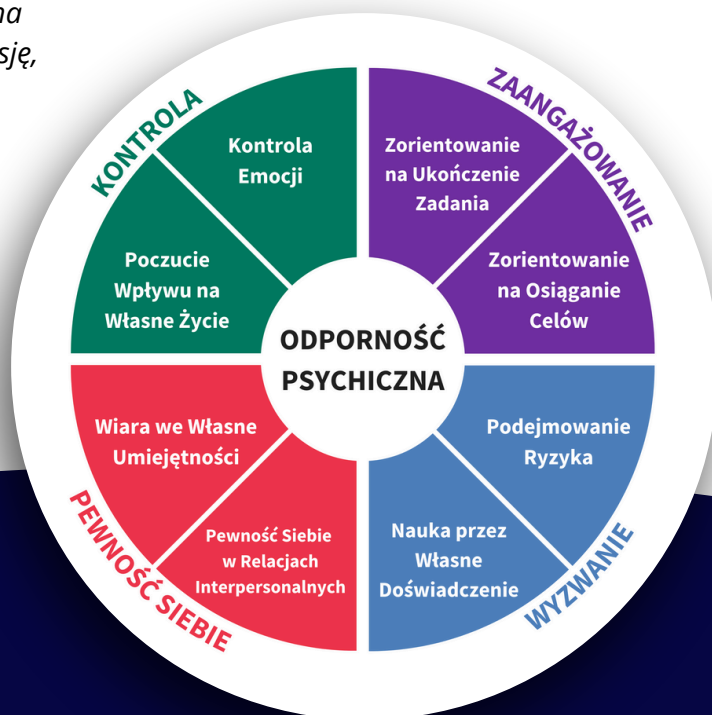 na
sję,
KONTROLA
Kontrola
Emocji
Poczucie
Wpływu na
Własne Życie
ZAANGAŻOWANIE
Zorientowanie
na Ukończenie
Zadania
Zorientowanie
na Osiąganie
Celów
ODPORNOŚĆ
PSYCHICZNA
Wiara we Własne
Umiejętności
Pewność Siebie
w Relacjach
Interpersonalnych
PEWNOŚĆ SIEBIE
Podejmowanie
Ryzyka
Nauka przez
Własne
Doświadczenie
WYZWANIE